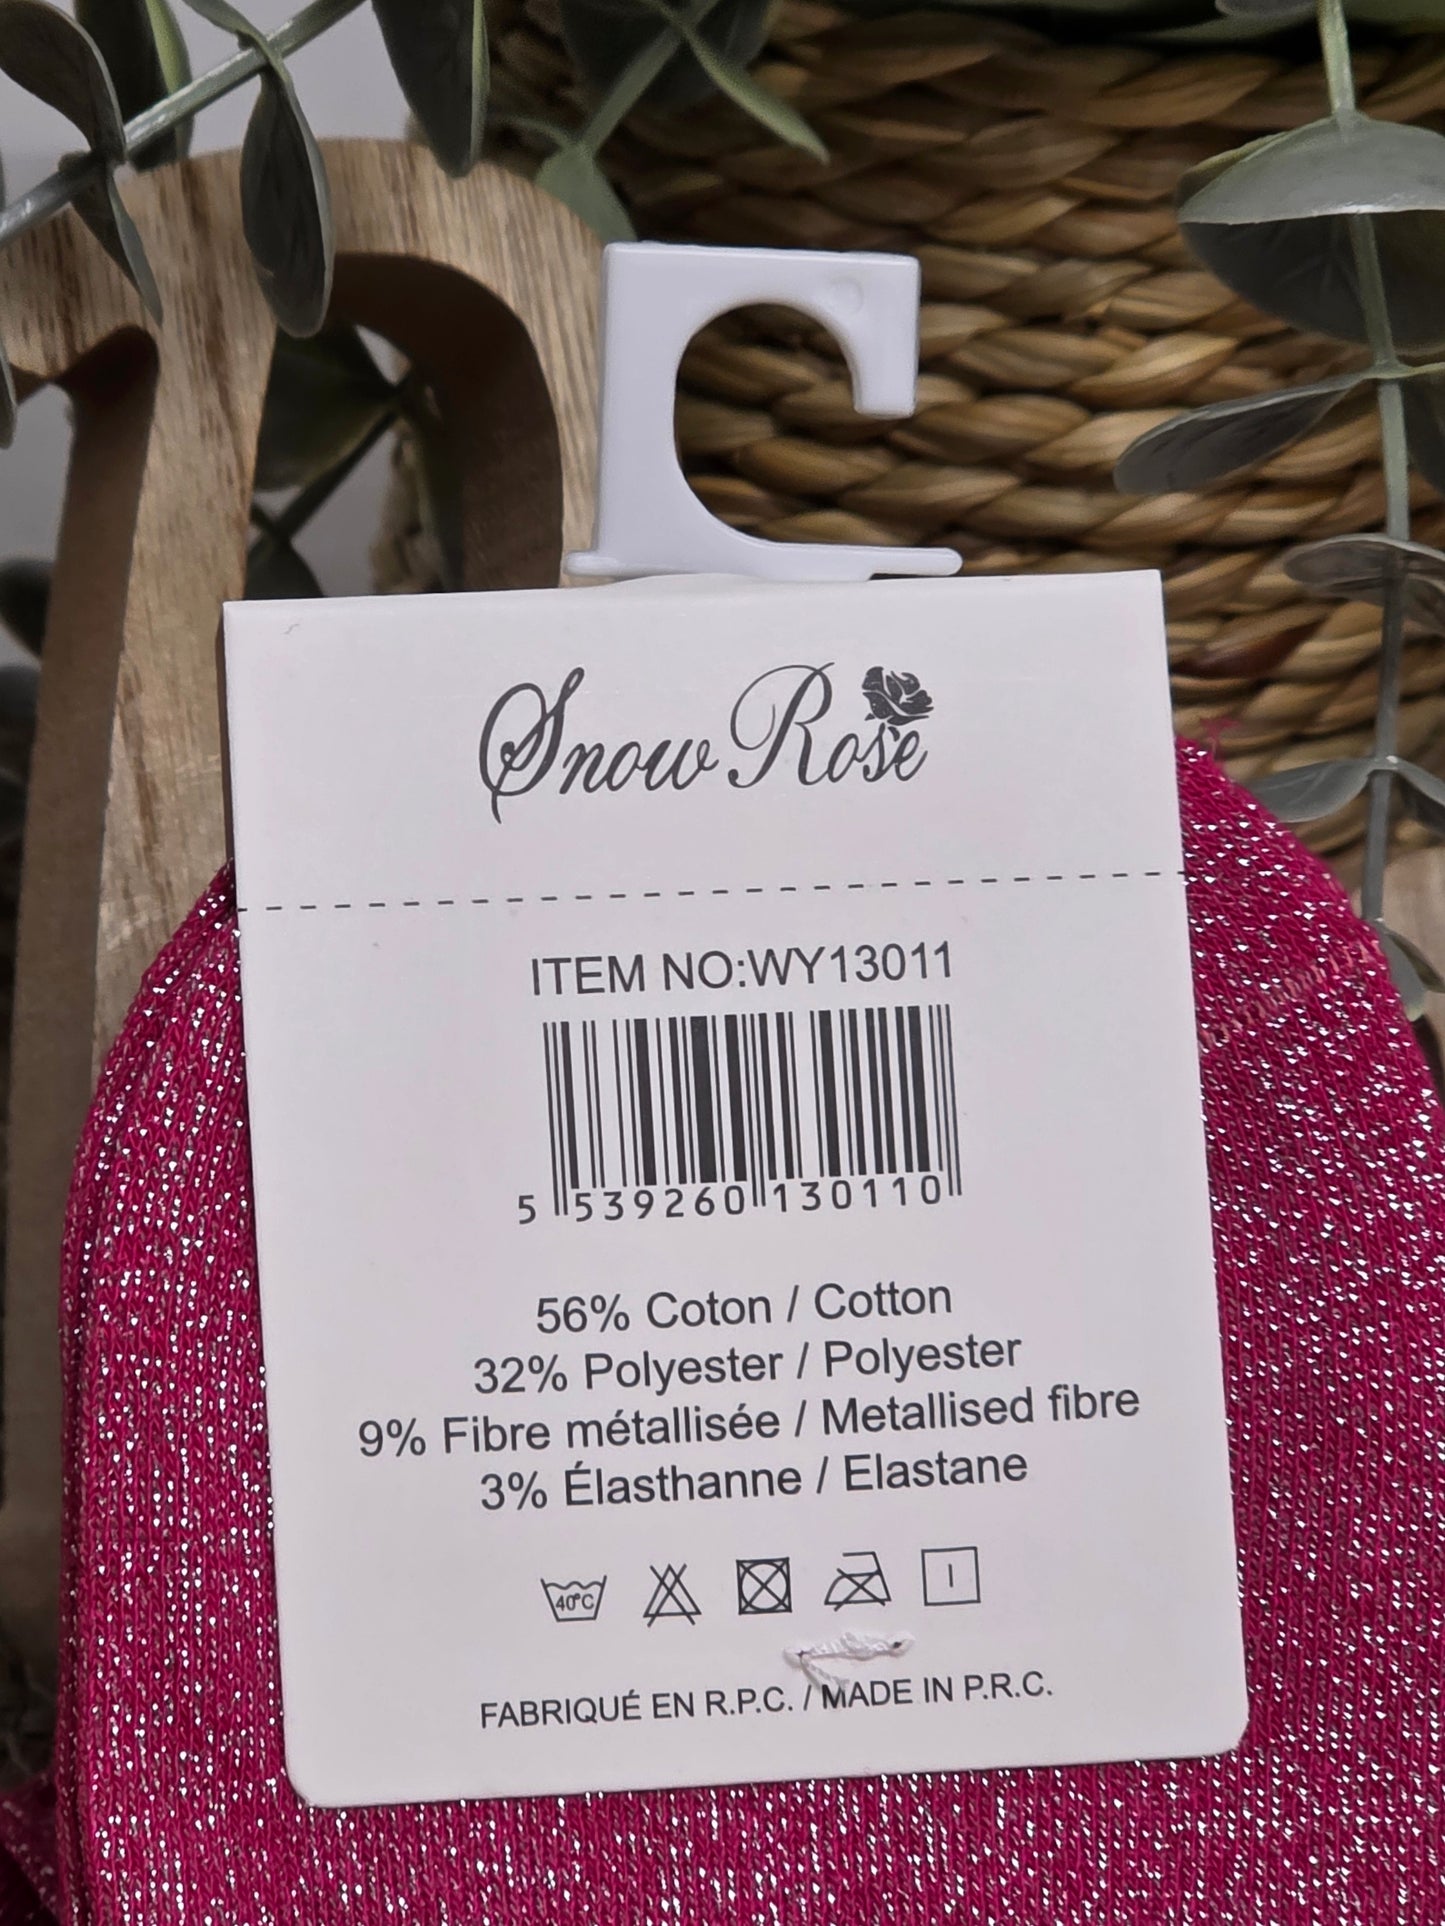 Snow Rose
ITEM NO:WY13011
5 539260 130110
56% Coton / Cotton
32% Polyester / Polyester
9% Fibre métallisée / Metallised fibre
3% Élasthanne / Elastane
40°C
FABRIQUÉ EN R.P.C. / MADE IN P.R.C.